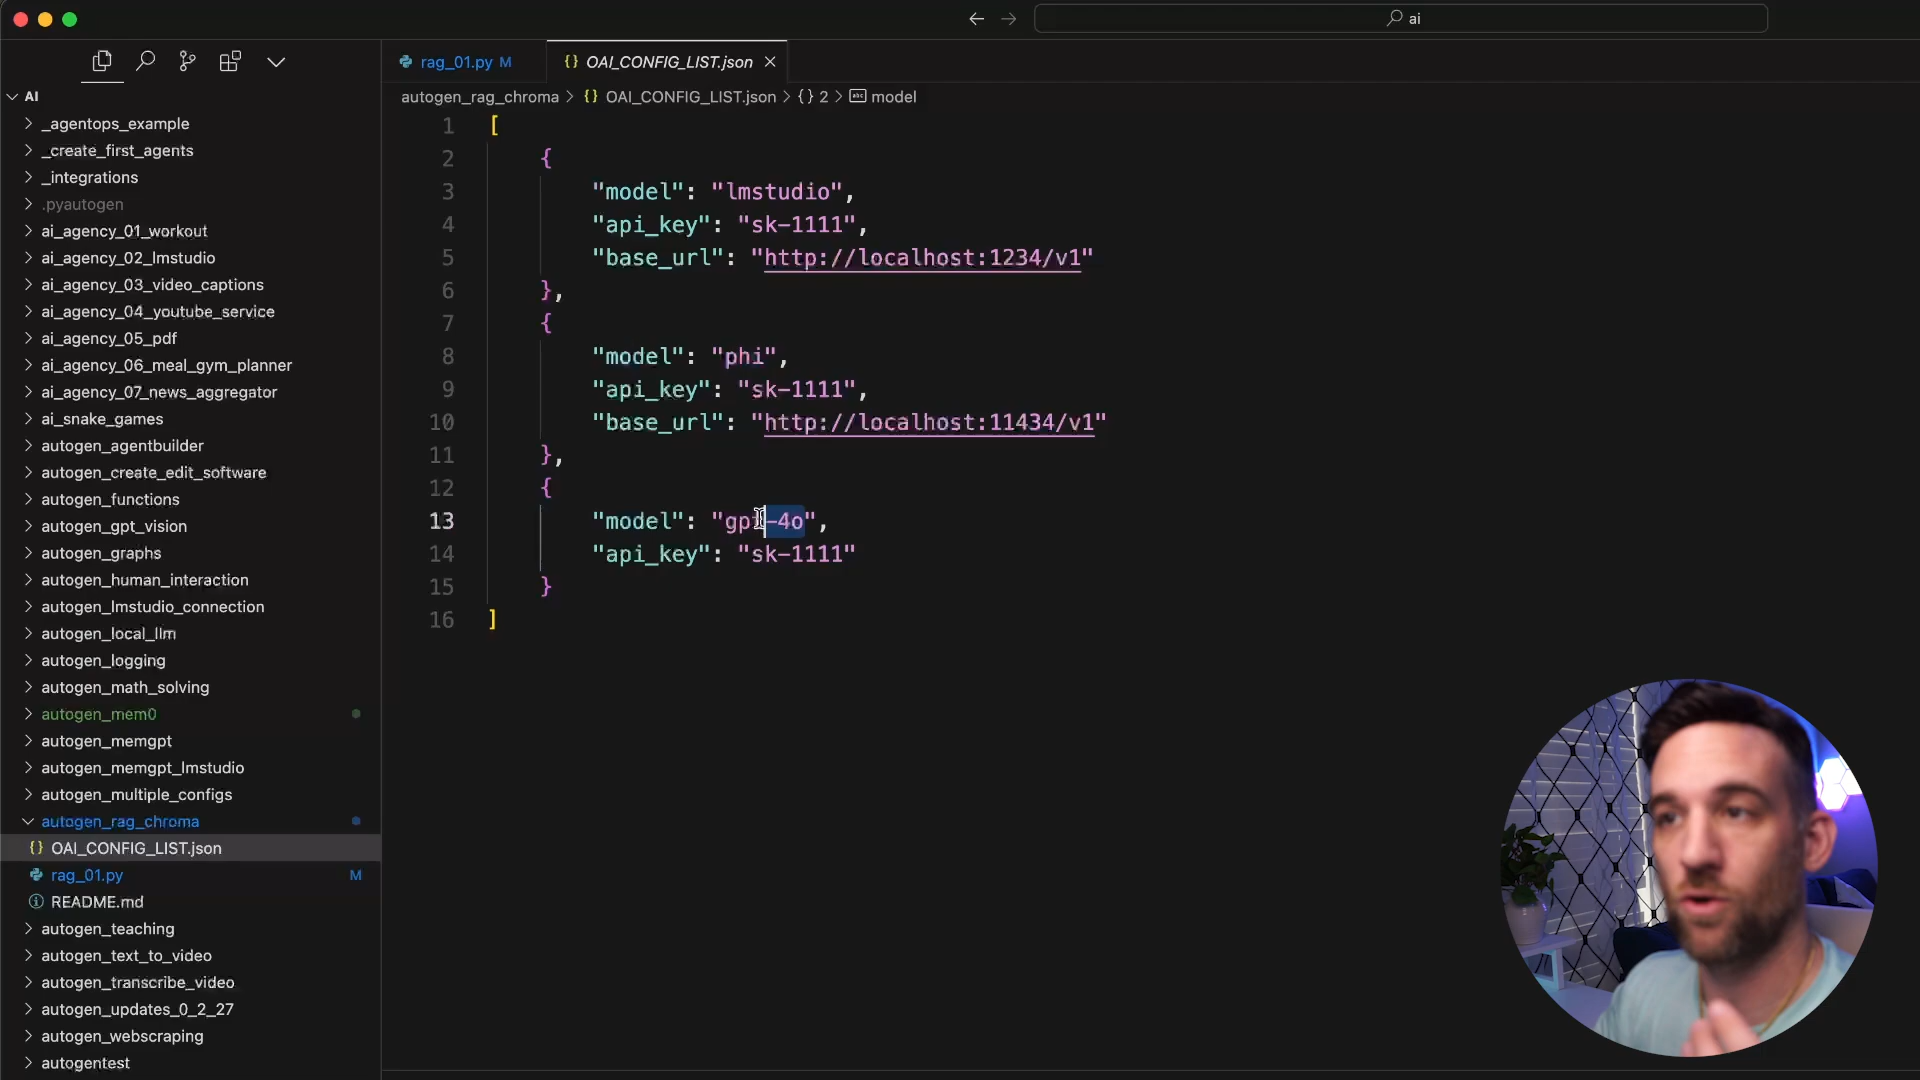 ai
AI
_agentops_example
_create_first_agents
_integrations
.pyautogen
ai_agency_01_workout
ai_agency_02_lmstudio
ai_agency_03_video_captions
ai_agency_04_youtube_service
ai_agency_05_pdf
ai_agency_06_meal_gym_planner
ai_agency_07_news_aggregator
ai_snake_games
autogen_agentbuilder
autogen_create_edit_software
autogen_functions
autogen_gpt_vision
autogen_graphs
autogen_human_interaction
autogen_lmstudio_connection
autogen_local_llm
autogen_logging
autogen_math_solving
autogen_mem0
autogen_memgpt
autogen_memgpt_lmstudio
autogen_multiple_configs
autogen_rag_chroma
{} OAI_CONFIG_LIST.json
rag_01.py M
README.md
autogen_teaching
autogen_text_to_video
autogen_transcribe_video
autogen_updates_0_2_27
autogen_webscraping
autogentest
rag_01.py M
{} OAI_CONFIG_LIST.json
autogen_rag_chroma > {} OAI_CONFIG_LIST.json > {} 2 > model
1 [
2 {
3 "model": "lmstudio",
4 "api_key": "sk-1111",
5 "base_url": "http://localhost:1234/v1"
6 },
7 {
8 "model": "phi",
9 "api_key": "sk-1111",
10 "base_url": "http://localhost:11434/v1"
11 },
12 {
13 "model": "gpt-4o",
14 "api_key": "sk-1111"
15 }
16 ]